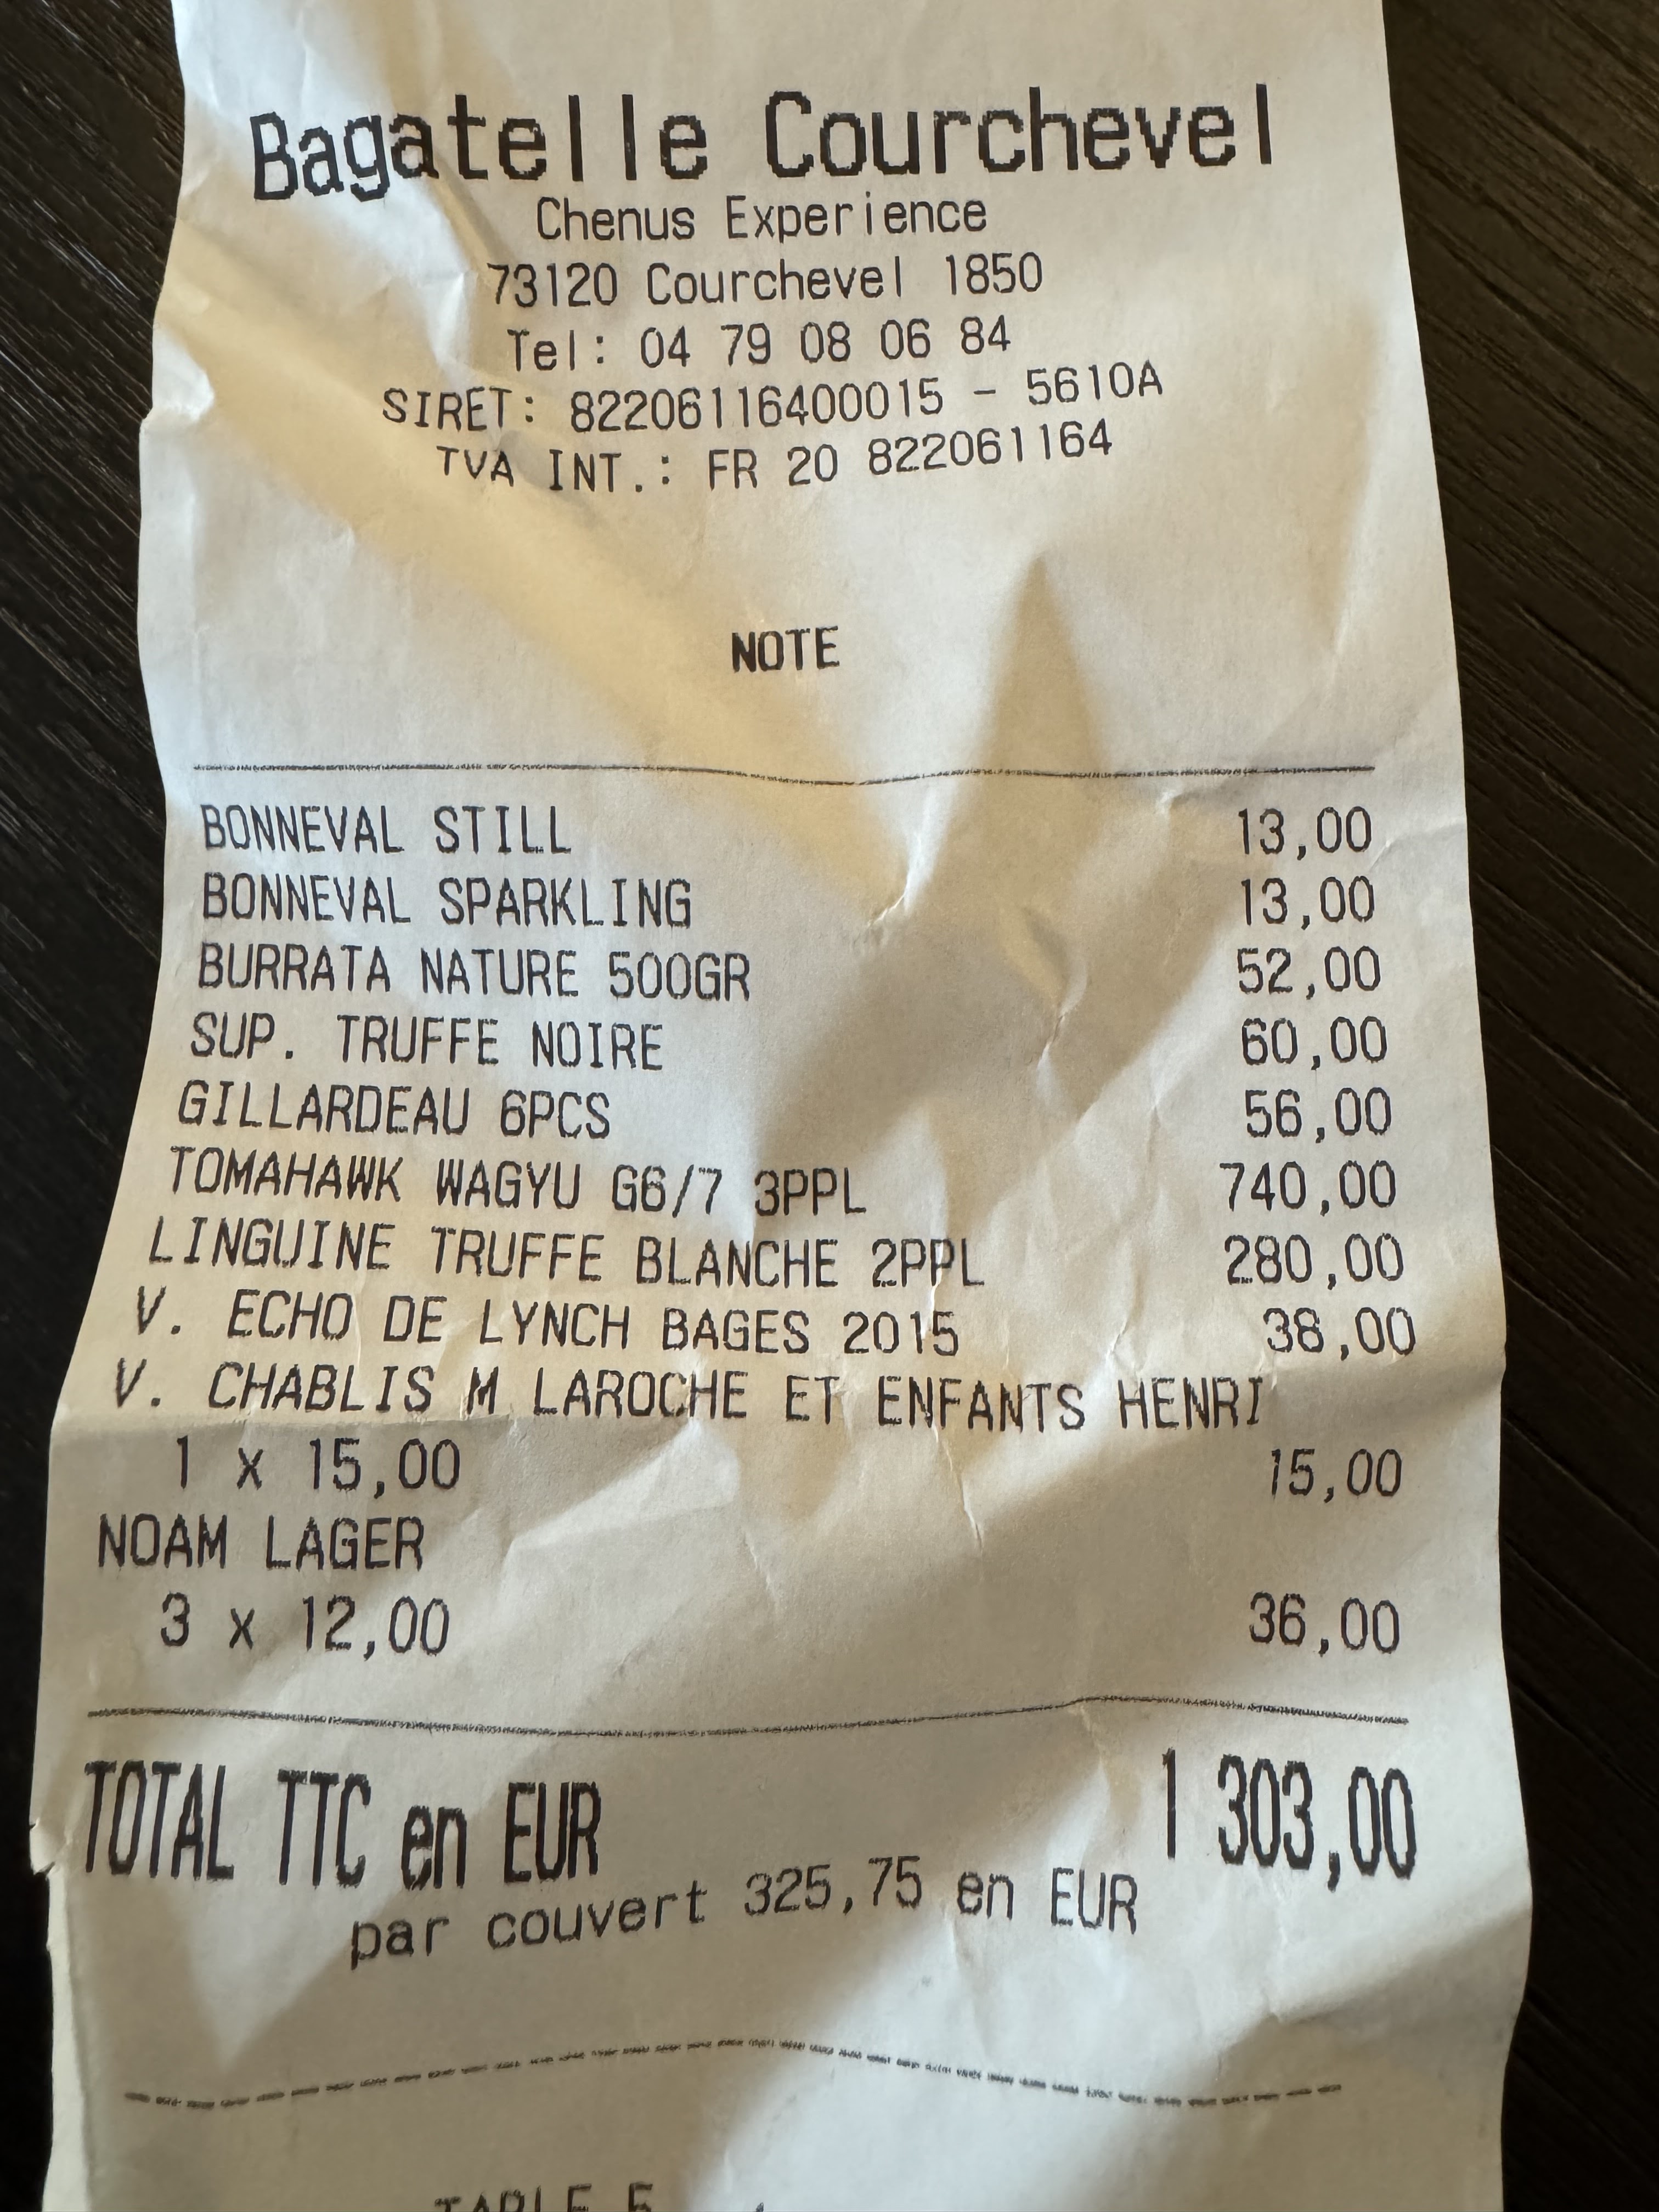 Bagatelle Courchevel
Chenus Experience
73120 Courchevel 1850
Tel: 04 79 08 06 84
SIRET: 82206116400015 - 5610A
TVA INT.: FR 20 822061164
NOTE
BONNEVAL STILL 13,00
BONNEVAL SPARKLING 13,00
BURRATA NATURE 500GR 52,00
SUP. TRUFFE NOIRE 60,00
GILLARDEAU 6PCS 56,00
TOMAHAWK WAGYU G6/7 3PPL 740,00
LINGUINE TRUFFE BLANCHE 2PPL 280,00
V. ECHO DE LYNCH BAGES 2015 38,00
V. CHABLIS M LAROCHE ET ENFANTS HENRI
1 x 15,00 15,00
NOAM LAGER
3 x 12,00 36,00
TOTAL TTC en EUR 1 303,00
par couvert 325,75 en EUR
TABLE 5